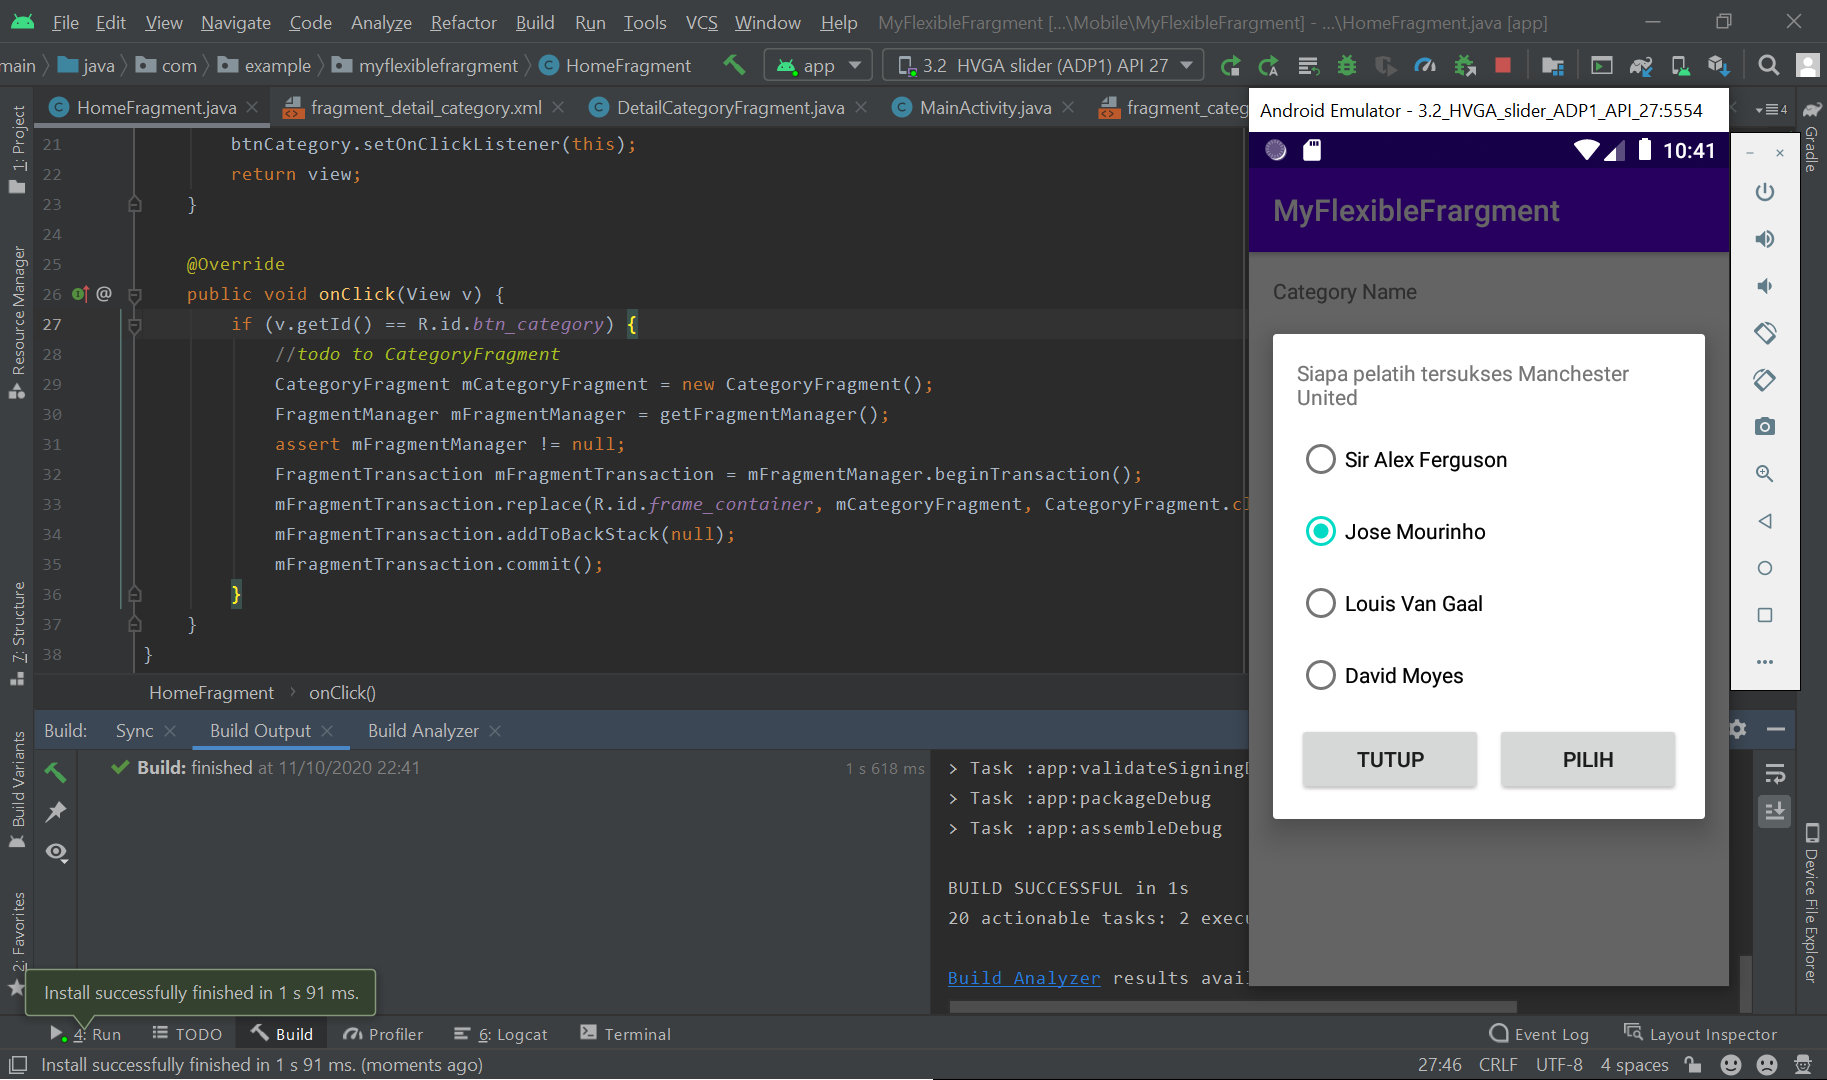 File Edit View Navigate Code Analyze Refactor Build Run Tools VCS Window Help MyFlexibleFrargment [...\Mobile\MyFlexibleFrargment] - ...\HomeFragment.java [app]
main java com example myflexiblefrargment HomeFragment app 3.2 HVGA slider (ADP1) API 27
HomeFragment.java fragment_detail_category.xml DetailCategoryFragment.java MainActivity.java fragment_categ 4
21 btnCategory.setOnClickListener(this);
22 return view;
23 }
24
25 @Override
26 @ public void onClick(View v) {
27 if (v.getId() == R.id.btn_category) {
28 //todo to CategoryFragment
29 CategoryFragment mCategoryFragment = new CategoryFragment();
30 FragmentManager mFragmentManager = getFragmentManager();
31 assert mFragmentManager != null;
32 FragmentTransaction mFragmentTransaction = mFragmentManager.beginTransaction();
33 mFragmentTransaction.replace(R.id.frame_container, mCategoryFragment, CategoryFragment.cl
34 mFragmentTransaction.addToBackStack(null);
35 mFragmentTransaction.commit();
36 }
37 }
38 }
HomeFragment onClick()
1: Project
Resource Manager
7: Structure
Build Variants
2: Favorites
Gradle
Device File Explorer
Android Emulator - 3.2_HVGA_slider_ADP1_API_27:5554
10:41
MyFlexibleFrargment
Category Name
Siapa pelatih tersukses Manchester
United
Sir Alex Ferguson
Jose Mourinho
Louis Van Gaal
David Moyes
TUTUP PILIH
Build: Sync Build Output Build Analyzer
Build: finished at 11/10/2020 22:41 1 s 618 ms
> Task :app:validateSigningD
> Task :app:packageDebug
> Task :app:assembleDebug
BUILD SUCCESSFUL in 1s
20 actionable tasks: 2 execu
Build Analyzer results avai
Install successfully finished in 1 s 91 ms.
4: Run TODO Build Profiler 6: Logcat Terminal Event Log Layout Inspector
Install successfully finished in 1 s 91 ms. (moments ago) 27:46 CRLF UTF-8 4 spaces